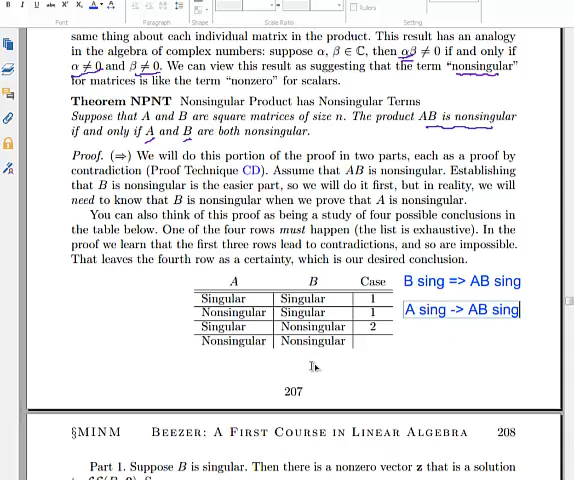 Font
Paragraph
Shape
Scale Ratio
Rulers
Setting
same thing about each individual matrix in the product. This result has an analogy
in the algebra of complex numbers: suppose α, β ∈ ℂ, then αβ ≠ 0 if and only if
α ≠ 0 and β ≠ 0. We can view this result as suggesting that the term “nonsingular”
for matrices is like the term “nonzero” for scalars.
Theorem NPNT Nonsingular Product has Nonsingular Terms
Suppose that A and B are square matrices of size n. The product AB is nonsingular
if and only if A and B are both nonsingular.
Proof. (⇒) We will do this portion of the proof in two parts, each as a proof by
contradiction (Proof Technique CD). Assume that AB is nonsingular. Establishing
that B is nonsingular is the easier part, so we will do it first, but in reality, we will
need to know that B is nonsingular when we prove that A is nonsingular.
You can also think of this proof as being a study of four possible conclusions in
the table below. One of the four rows must happen (the list is exhaustive). In the
proof we learn that the first three rows lead to contradictions, and so are impossible.
That leaves the fourth row as a certainty, which is our desired conclusion.
A B Case
Singular Singular 1
Nonsingular Singular 1
Singular Nonsingular 2
Nonsingular Nonsingular
B sing => AB sing
A sing -> AB sing
207
§MINM Beezer: A First Course in Linear Algebra 208
Part 1. Suppose B is singular. Then there is a nonzero vector z that is a solution